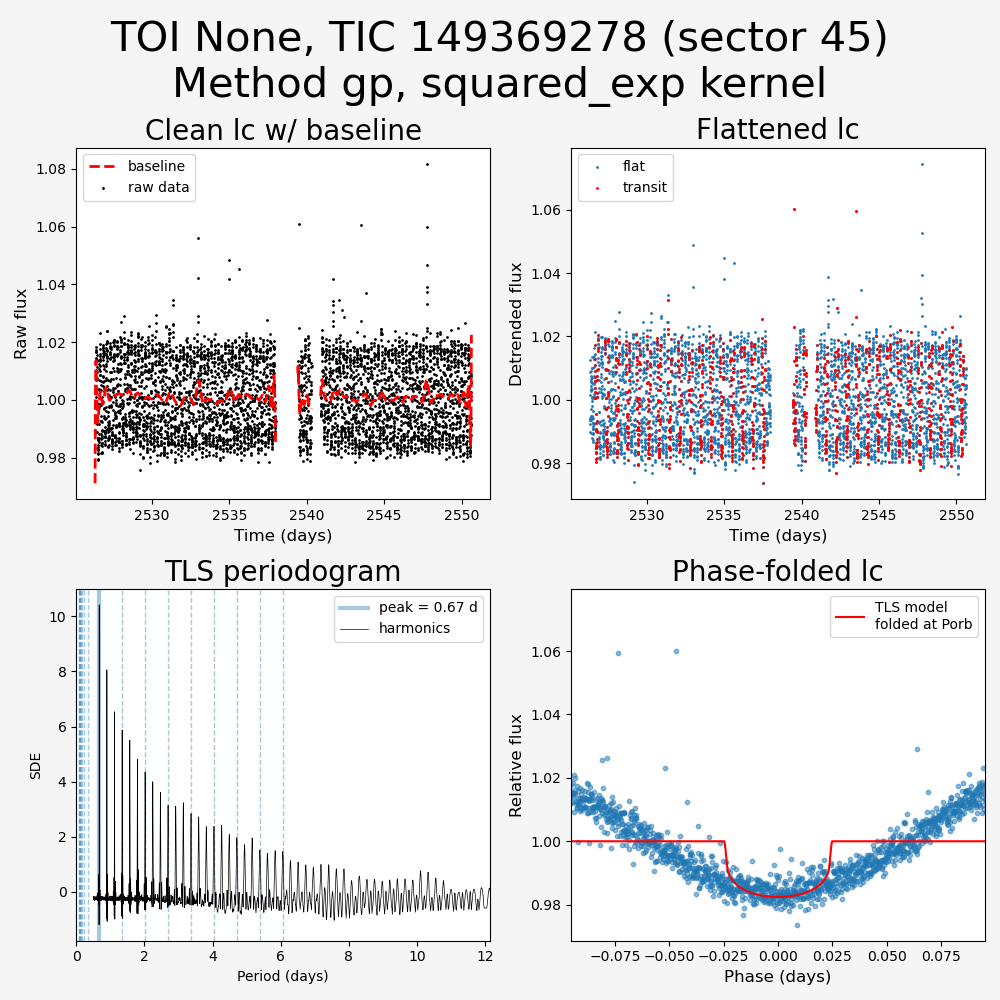 TOI None, TIC 149369278 (sector 45)
Method gp, squared_exp kernel
Clean lc w/ baseline
baseline
raw data
1.08
1.06
1.04
1.02
1.00
0.98
Raw flux
2530
2535
2540
2545
2550
Time (days)
Flattened lc
flat
transit
1.06
1.04
1.02
1.00
0.98
Detrended flux
2530
2535
2540
2545
2550
Time (days)
TLS periodogram
peak = 0.67 d
harmonics
10
8
6
4
2
0
SDE
0
2
4
6
8
10
12
Period (days)
Phase-folded lc
TLS model
folded at Porb
1.06
1.04
1.02
1.00
0.98
Relative flux
−0.075
−0.050
−0.025
0.000
0.025
0.050
0.075
Phase (days)